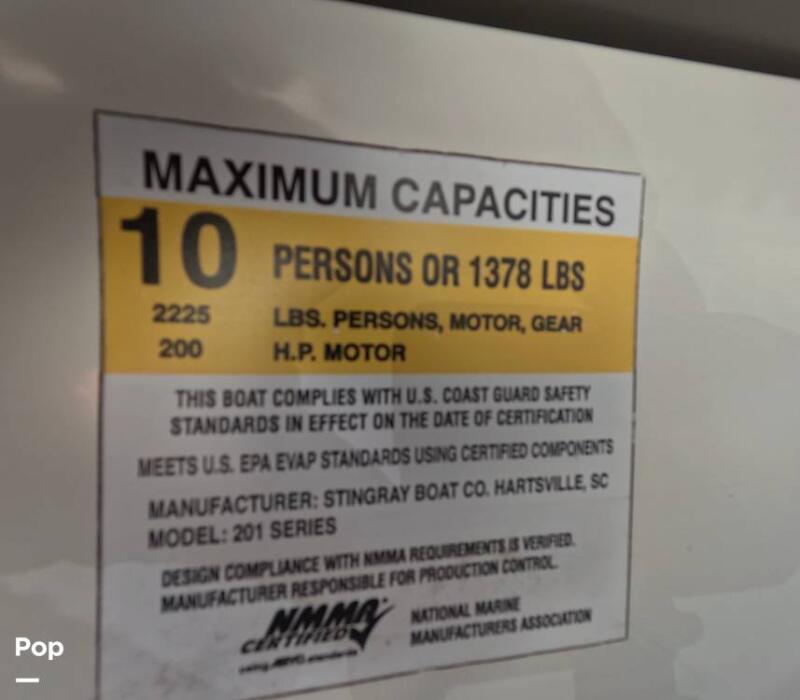 MAXIMUM CAPACITIES
10 PERSONS OR 1378 LBS
2225 LBS. PERSONS, MOTOR, GEAR
200 H.P. MOTOR
THIS BOAT COMPLIES WITH U.S. COAST GUARD SAFETY
STANDARDS IN EFFECT ON THE DATE OF CERTIFICATION
MEETS U.S. EPA EVAP STANDARDS USING CERTIFIED COMPONENTS
MANUFACTURER: STINGRAY BOAT CO. HARTSVILLE, SC
MODEL: 201 SERIES
DESIGN COMPLIANCE WITH NMMA REQUIREMENTS IS VERIFIED.
MANUFACTURER RESPONSIBLE FOR PRODUCTION CONTROL.
NMMA
CERTIFIED
using ABYC standards
NATIONAL MARINE
MANUFACTURERS ASSOCIATION
Pop